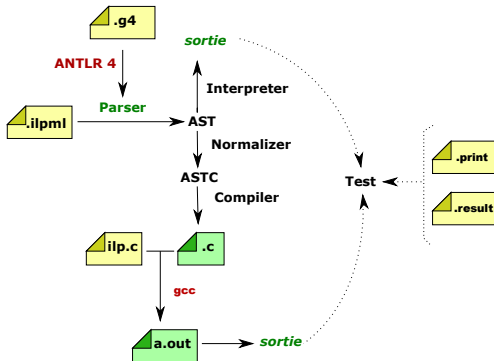 .g4
sortie
ANTLR 4
Interpreter
Parser
.ilpml
AST
Normalizer
.print
ASTC
Test
Compiler
.result
ilp.c
.c
gcc
a.out
sortie